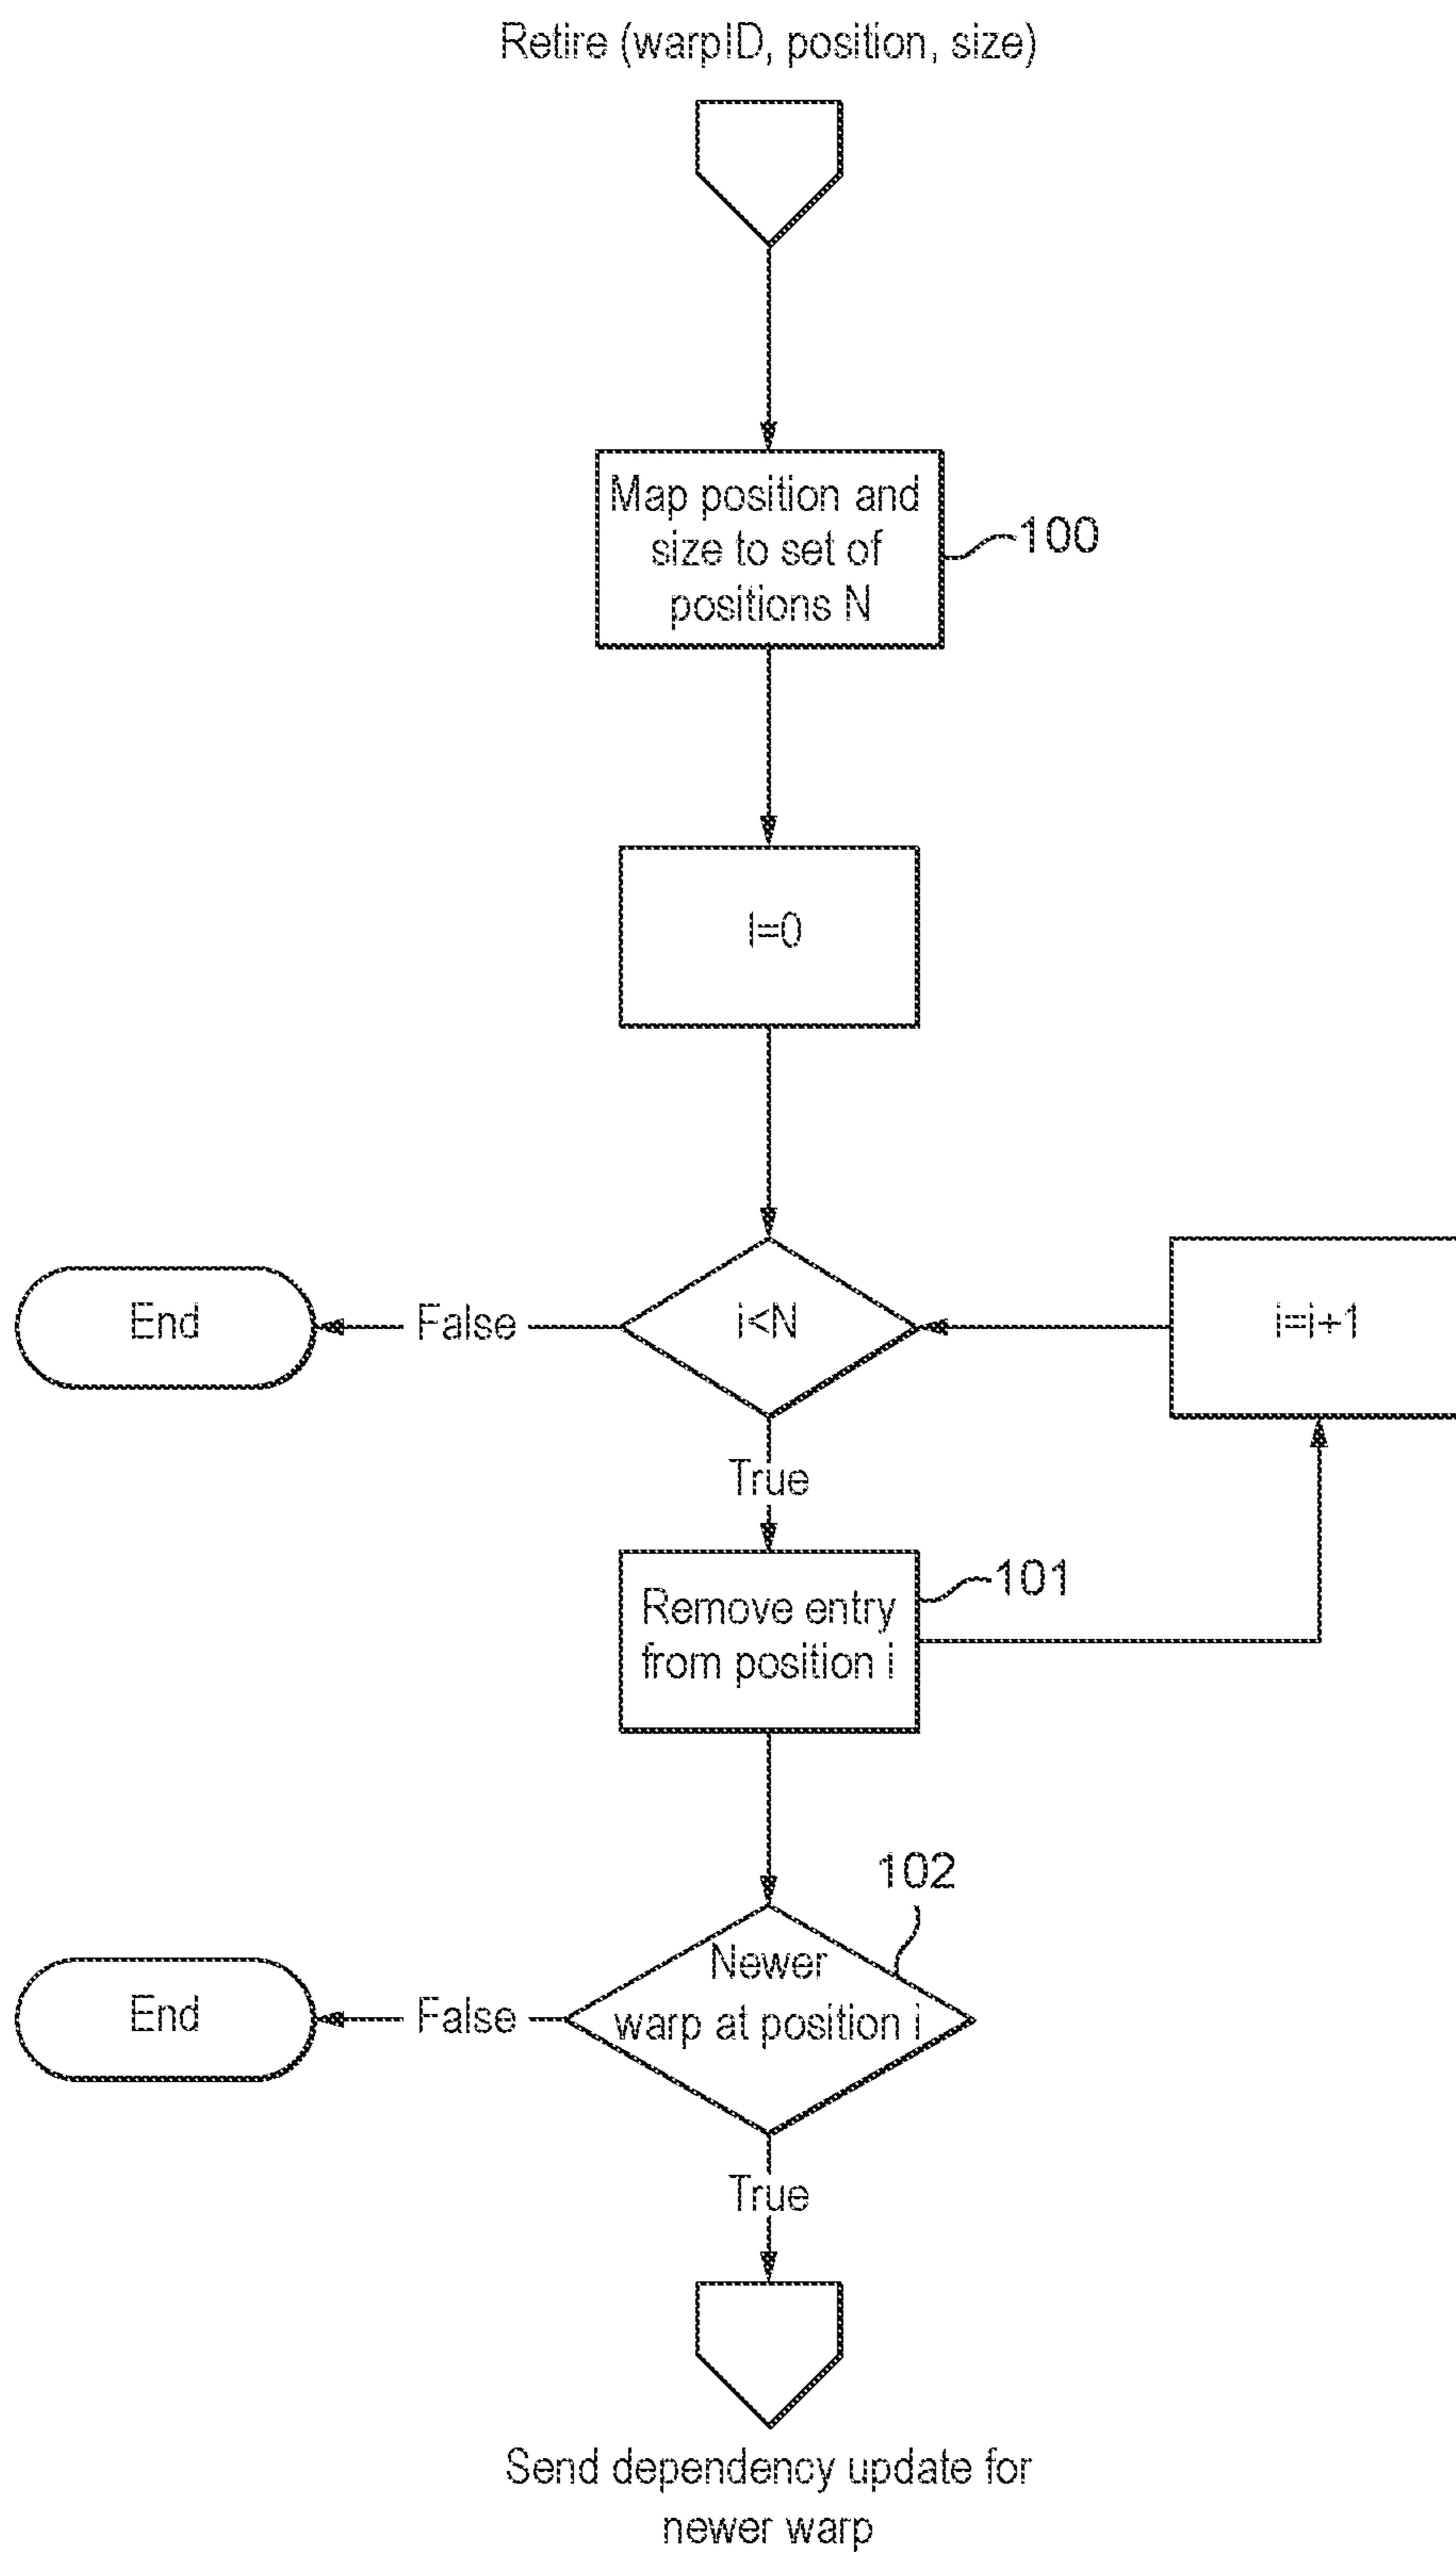 Retire (warpID, position, size)
Map position and
size to set of
positions N
100
I=0
End
False
i<N
i=i+1
True
Remove entry
from position i
101
102
Newer
warp at position i
End
False
True
Send dependency update for
newer warp